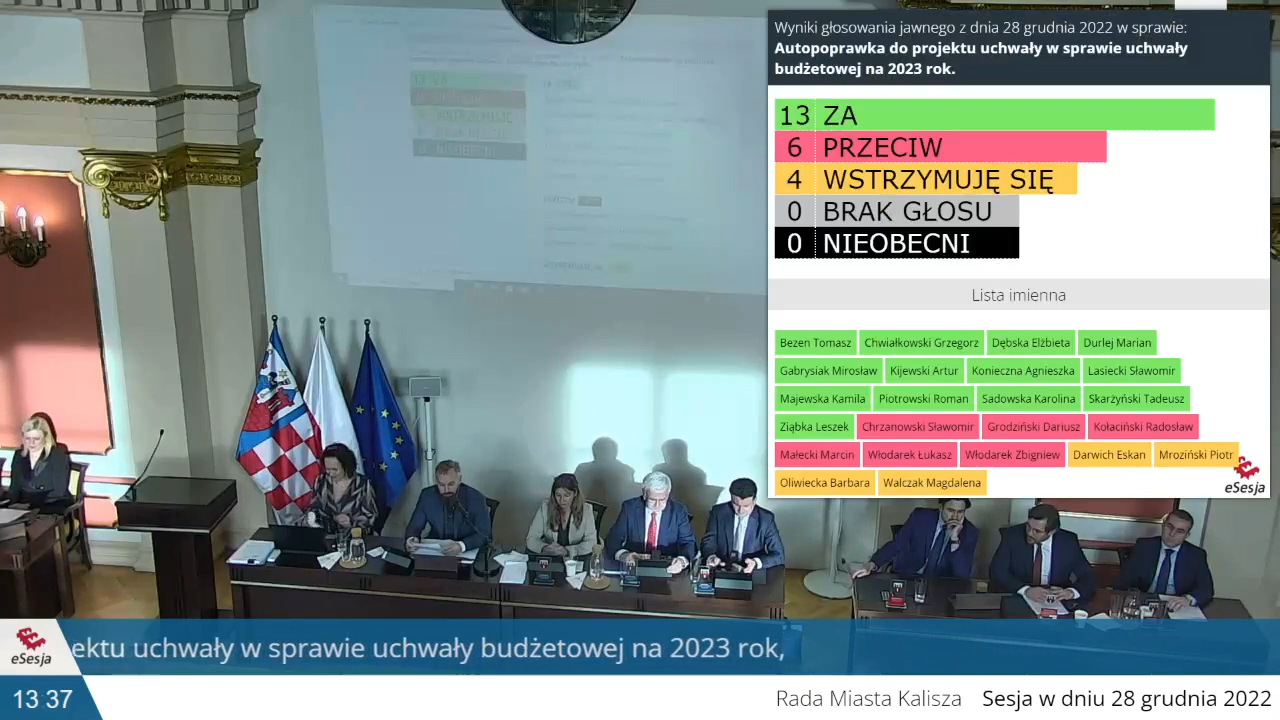 Wyniki głosowania jawnego z dnia 28 grudnia 2022 w sprawie:
Autopoprawka do projektu uchwały w sprawie uchwały
budżetowej na 2023 rok.
13 ZA
6 PRZECIW
4 WSTRZYMUJĘ SIĘ
0 BRAK GŁOSU
0 NIEOBECNI
Lista imienna
Bezen Tomasz Chwiałkowski Grzegorz Dębska Elżbieta Durlej Marian
Gabrysiak Mirosław Kijewski Artur Konieczna Agnieszka Lasiecki Sławomir
Majewska Kamila Piotrowski Roman Sadowska Karolina Skarżyński Tadeusz
Ziąbka Leszek Chrzanowski Sławomir Grodziński Dariusz Kołaciński Radosław
Małecki Marcin Włodarek Łukasz Włodarek Zbigniew Darwich Eskan Mroziński Piotr
Oliwiecka Barbara Walczak Magdalena
eSesja
eSesja
ektu uchwały w sprawie uchwały budżetowej na 2023 rok,
13 37
Rada Miasta Kalisza Sesja w dniu 28 grudnia 2022